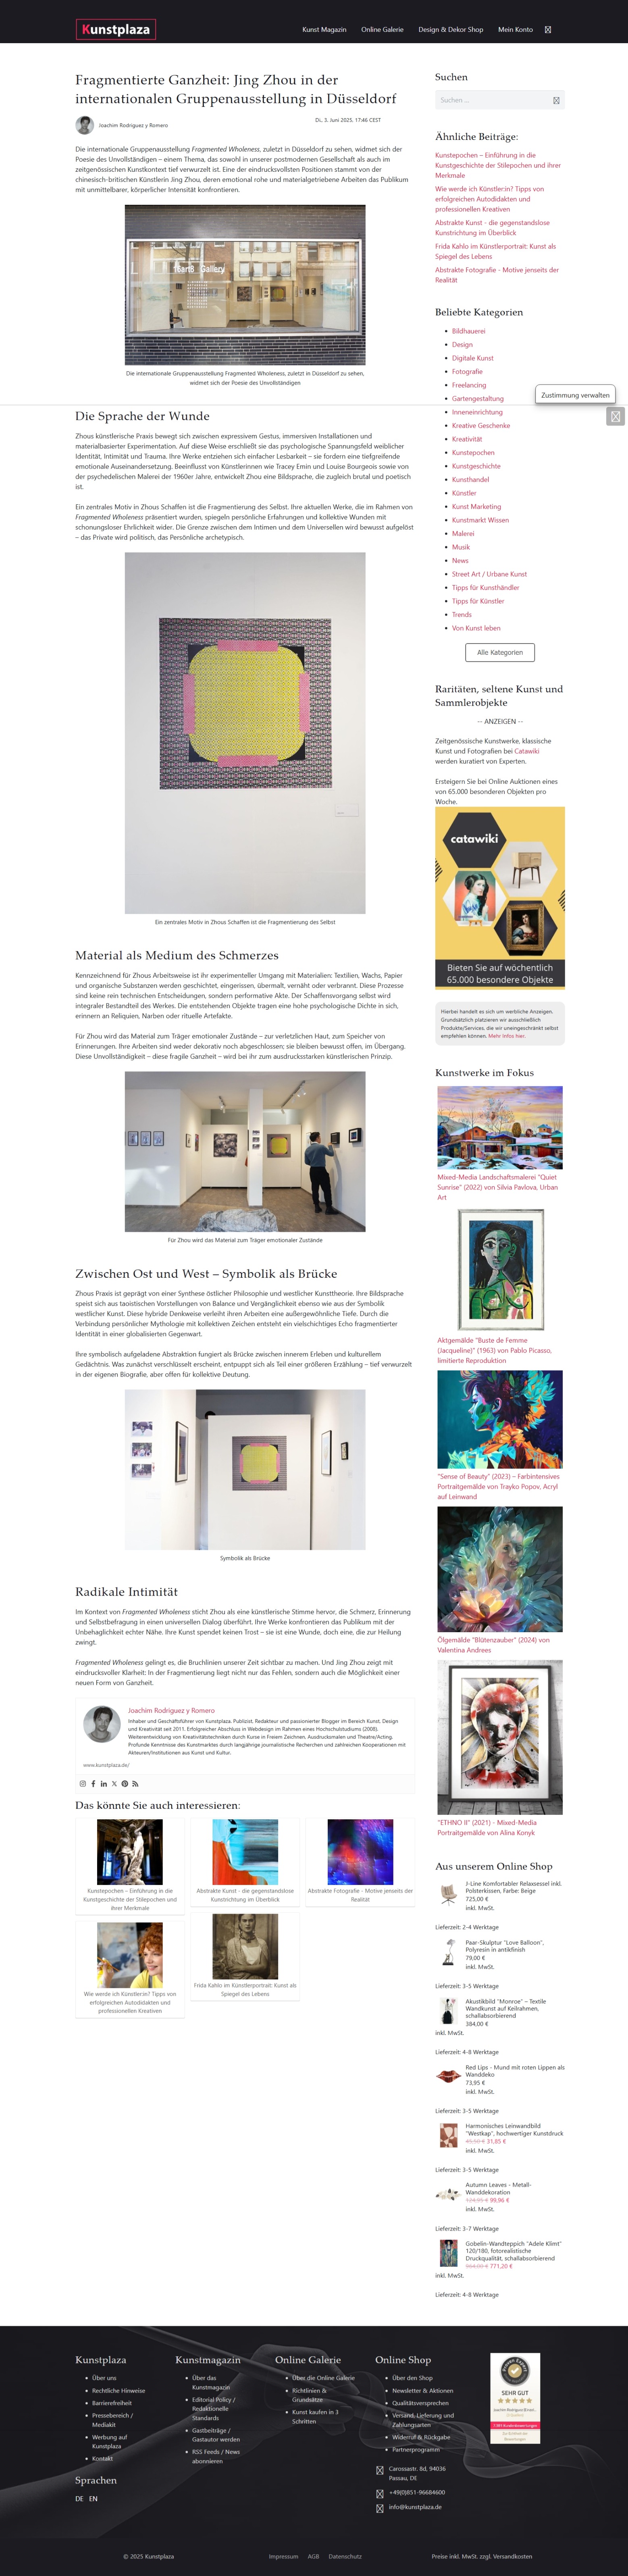 Kunstplaza
Kunst Magazin
Online Galerie
Design & Dekor Shop
Mein Konto
Fragmentierte Ganzheit: Jing Zhou in der
internationalen Gruppenausstellung in Düsseldorf
Joachim Rodriguez y Romero
Di., 3. Juni 2025, 17:46 CEST
Die internationale Gruppenausstellung Fragmented Wholeness, zuletzt in Düsseldorf zu sehen, widmet sich der
Poesie des Unvollständigen – einem Thema, das sowohl in unserer postmodernen Gesellschaft als auch im
zeitgenössischen Kunstkontext tief verwurzelt ist. Eine der eindrucksvollsten Positionen stammt von der
chinesisch-britischen Künstlerin Jing Zhou, deren emotional rohe und materialgetriebene Arbeiten das Publikum
mit unmittelbarer, körperlicher Intensität konfrontieren.
Gallery
Die internationale Gruppenausstellung Fragmented Wholeness, zuletzt in Düsseldorf zu sehen,
widmet sich der Poesie des Unvollständigen
Die Sprache der Wunde
Zhous künstlerische Praxis bewegt sich zwischen expressivem Gestus, immersiven Installationen und
materialbasierter Experimentation. Auf diese Weise beleuchtet sie das psychologische Spannungsfeld weiblicher
Identität, Intimität und Trauma. Ihre Werke entziehen sich einfacher Lesbarkeit – sie fordern eine tiefgreifende
emotionale Auseinandersetzung. Beeinflusst von Künstlerinnen wie Tracey Emin und Louise Bourgeois sowie von
der psychedelischen Malerei der 1960er Jahre, entwickelt Zhou eine Bildsprache, die zugleich brutal und poetisch
ist.
Ein zentrales Motiv in Zhous Schaffen ist die Fragmentierung des Selbst. Ihre aktuellen Werke, die im Rahmen von
Fragmented Wholeness präsentiert wurden, spiegeln persönliche Erfahrungen und kollektive Wunden mit
schonungsloser Ehrlichkeit wider. Die Grenze zwischen dem Intimen und dem Universellen wird bewusst aufgelöst
– das Private wird politisch, das Persönliche archetypisch.
Ein zentrales Motiv in Zhous Schaffen ist die Fragmentierung des Selbst
Material als Medium des Schmerzes
Kennzeichnend für Zhous Arbeitsweise ist ihr experimenteller Umgang mit Materialien: Textilien, Wachs, Papier
und organische Substanzen werden geschichtet, eingerissen, übermalt, vernäht oder verbrannt. Diese Prozesse
sind keine rein technischen Entscheidungen, sondern performative Akte. Der Schaffensvorgang selbst wird
integraler Bestandteil des Werkes. Die entstehenden Objekte tragen eine hohe psychologische Dichte in sich,
erinnern an Reliquien, Narben oder rituelle Artefakte.
Für Zhou wird das Material zum Träger emotionaler Zustände – zur verletzlichen Haut, zum Speicher von
Erinnerungen. Ihre Arbeiten sind weder dekorativ noch abgeschlossen; sie bleiben bewusst offen, im Übergang.
Diese Unvollständigkeit – diese fragile Ganzheit – wird bei ihr zum ausdrucksstarken künstlerischen Prinzip.
Für Zhou wird das Material zum Träger emotionaler Zustände
Zwischen Ost und West – Symbolik als Brücke
Zhous Praxis ist geprägt von einer Synthese östlicher Philosophie und westlicher Kunsttheorie. Ihre Bildsprache
speist sich aus taoistischen Vorstellungen von Balance und Vergänglichkeit ebenso wie aus der Symbolik
westlicher Kunst. Diese hybride Denkweise verleiht ihren Arbeiten eine außergewöhnliche Tiefe. Durch die
Verbindung persönlicher Mythologie mit kollektiven Zeichen entsteht ein vielschichtiges Echo fragmentierter
Identität in einer globalisierten Gegenwart.
Ihre symbolisch aufgeladene Abstraktion fungiert als Brücke zwischen innerem Erleben und kulturellem
Gedächtnis. Was zunächst verschlüsselt erscheint, entpuppt sich als Teil einer größeren Erzählung – tief verwurzelt
in der eigenen Biografie, aber offen für kollektive Deutung.
Symbolik als Brücke
Radikale Intimität
Im Kontext von Fragmented Wholeness sticht Zhou als eine künstlerische Stimme hervor, die Schmerz, Erinnerung
und Selbstbefragung in einen universellen Dialog überführt. Ihre Werke konfrontieren das Publikum mit der
Unbehaglichkeit echter Nähe. Ihre Kunst spendet keinen Trost – sie ist eine Wunde, doch eine, die zur Heilung
zwingt.
Fragmented Wholeness gelingt es, die Bruchlinien unserer Zeit sichtbar zu machen. Und Jing Zhou zeigt mit
eindrucksvoller Klarheit: In der Fragmentierung liegt nicht nur das Fehlen, sondern auch die Möglichkeit einer
neuen Form von Ganzheit.
Joachim Rodriguez y Romero
Inhaber und Geschäftsführer von Kunstplaza. Publizist, Redakteur und passionierter Blogger im Bereich Kunst, Design
und Kreativität seit 2011. Erfolgreicher Abschluss in Webdesign im Rahmen eines Hochschulstudiums (2008).
Weiterentwicklung von Kreativitätstechniken durch Kurse in Freiem Zeichnen, Ausdrucksmalen und Theatre/Acting.
Profunde Kenntnisse des Kunstmarktes durch langjährige journalistische Recherchen und zahlreichen Kooperationen mit
Akteuren/Institutionen aus Kunst und Kultur.
www.kunstplaza.de/
Das könnte Sie auch interessieren:
Kunstepochen – Einführung in die
Kunstgeschichte der Stilepochen und
ihrer Merkmale
Abstrakte Kunst - die gegenstandslose
Kunstrichtung im Überblick
Abstrakte Fotografie - Motive jenseits der
Realität
Wie werde ich Künstler:in? Tipps von
erfolgreichen Autodidakten und
professionellen Kreativen
Frida Kahlo im Künstlerportrait: Kunst als
Spiegel des Lebens
Suchen
Suchen ...
Ähnliche Beiträge:
Kunstepochen – Einführung in die
Kunstgeschichte der Stilepochen und ihrer
Merkmale
Wie werde ich Künstler:in? Tipps von
erfolgreichen Autodidakten und
professionellen Kreativen
Abstrakte Kunst - die gegenstandslose
Kunstrichtung im Überblick
Frida Kahlo im Künstlerportrait: Kunst als
Spiegel des Lebens
Abstrakte Fotografie - Motive jenseits der
Realität
Beliebte Kategorien
Bildhauerei
Design
Digitale Kunst
Fotografie
Freelancing
Gartengestaltung
Zustimmung verwalten
Inneneinrichtung
Kreative Geschenke
Kreativität
Kunstepochen
Kunstgeschichte
Kunsthandel
Künstler
Kunst Marketing
Kunstmarkt Wissen
Malerei
Musik
News
Street Art / Urbane Kunst
Tipps für Kunsthändler
Tipps für Künstler
Trends
Von Kunst leben
Alle Kategorien
Raritäten, seltene Kunst und
Sammlerobjekte
-- ANZEIGEN --
Zeitgenössische Kunstwerke, klassische
Kunst und Fotografien bei Catawiki
werden kuratiert von Experten.
Ersteigern Sie bei Online Auktionen eines
von 65.000 besonderen Objekten pro
Woche.
catawiki
Bieten Sie auf wöchentlich
65.000 besondere Objekte
Hierbei handelt es sich um werbliche Anzeigen.
Grundsätzlich platzieren wir ausschließlich
Produkte/Services, die wir uneingeschränkt selbst
empfehlen können. Mehr Infos hier.
Kunstwerke im Fokus
Mixed-Media Landschaftsmalerei "Quiet
Sunrise" (2022) von Silvia Pavlova, Urban
Art
Aktgemälde "Buste de Femme
(Jacqueline)" (1963) von Pablo Picasso,
limitierte Reproduktion
"Sense of Beauty" (2023) – Farbintensives
Portraitgemälde von Trayko Popov, Acryl
auf Leinwand
Ölgemälde "Blütenzauber" (2024) von
Valentina Andrees
"ETHNO II" (2021) - Mixed-Media
Portraitgemälde von Alina Konyk
Aus unserem Online Shop
J-Line Komfortabler Relaxsessel inkl.
Polsterkissen, Farbe: Beige
725,00 €
inkl. MwSt.
Lieferzeit: 2-4 Werktage
Paar-Skulptur "Love Balloon",
Polyresin in antikfinish
79,00 €
inkl. MwSt.
Lieferzeit: 3-5 Werktage
Akustikbild "Monroe" – Textile
Wandkunst auf Keilrahmen,
schallabsorbierend
384,00 €
inkl. MwSt.
Lieferzeit: 4-8 Werktage
Red Lips - Mund mit roten Lippen als
Wanddeko
73,95 €
inkl. MwSt.
Lieferzeit: 3-5 Werktage
Harmonisches Leinwandbild
"Westkap", hochwertiger Kunstdruck
31,85 €
inkl. MwSt.
Lieferzeit: 3-5 Werktage
Autumn Leaves - Metall-
Wanddekoration
124,95 € 99,96 €
inkl. MwSt.
Lieferzeit: 3-7 Werktage
Gobelin-Wandteppich "Adele Klimt"
120/180, fotorealistische
Druckqualität, schallabsorbierend
964,00 € 771,20 €
inkl. MwSt.
Lieferzeit: 4-8 Werktage
Kunstplaza
Über uns
Rechtliche Hinweise
Barrierefreiheit
Pressebereich /
Mediakit
Werbung auf
Kunstplaza
Kontakt
Sprachen
DE EN
Kunstmagazin
Über das
Kunstmagazin
Editorial Policy /
Redaktionelle
Standards
Gastbeiträge /
Gastautor werden
RSS Feeds / News
abonnieren
Online Galerie
Über die Online Galerie
Richtlinien &
Grundsätze
Kunst kaufen in 3
Schritten
Online Shop
Über den Shop
Newsletter & Aktionen
Qualitätsversprechen
Versand, Lieferung und
Zahlungsarten
Widerruf & Rückgabe
Partnerprogramm
Carossastr. 8d, 94036
Passau, DE
+49(0)851-96684600
info@kunstplaza.de
SEHR GUT
© 2025 Kunstplaza
Impressum
AGB
Datenschutz
Preise inkl. MwSt. zzgl. Versandkosten